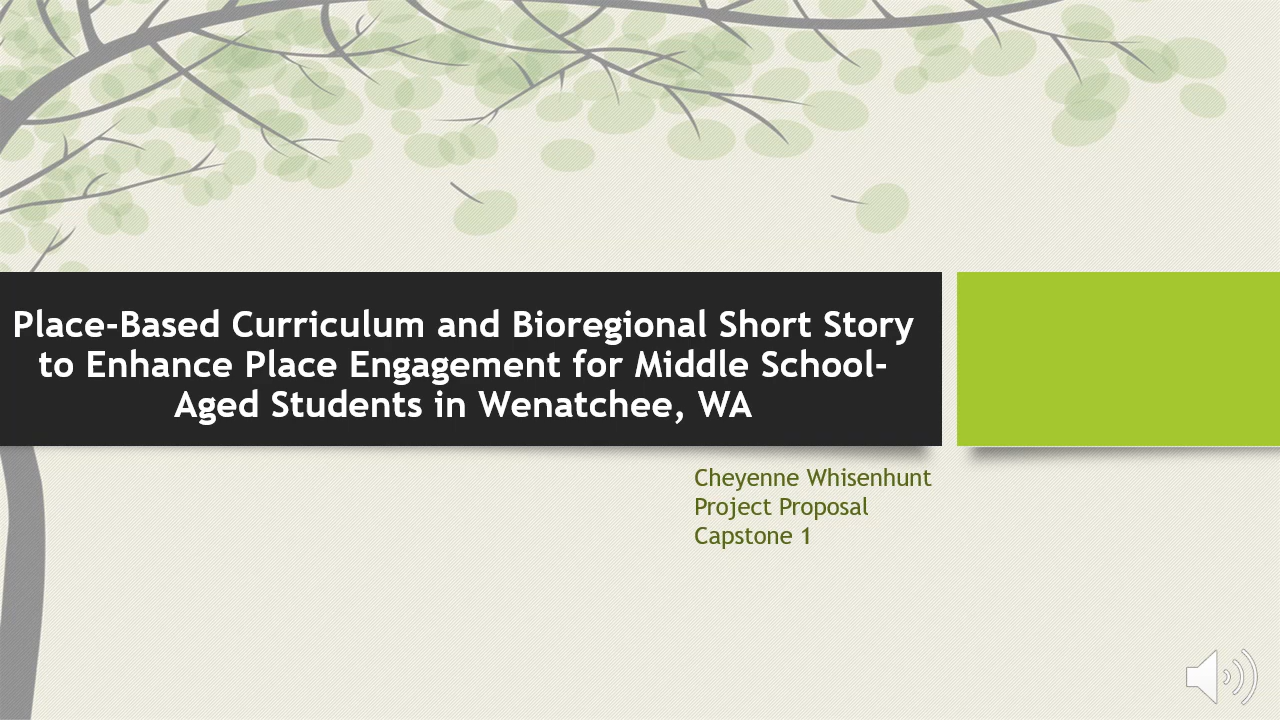 Place-Based Curriculum and Bioregional Short Story
to Enhance Place Engagement for Middle School-
Aged Students in Wenatchee, WA
Cheyenne Whisenhunt
Project Proposal
Capstone 1